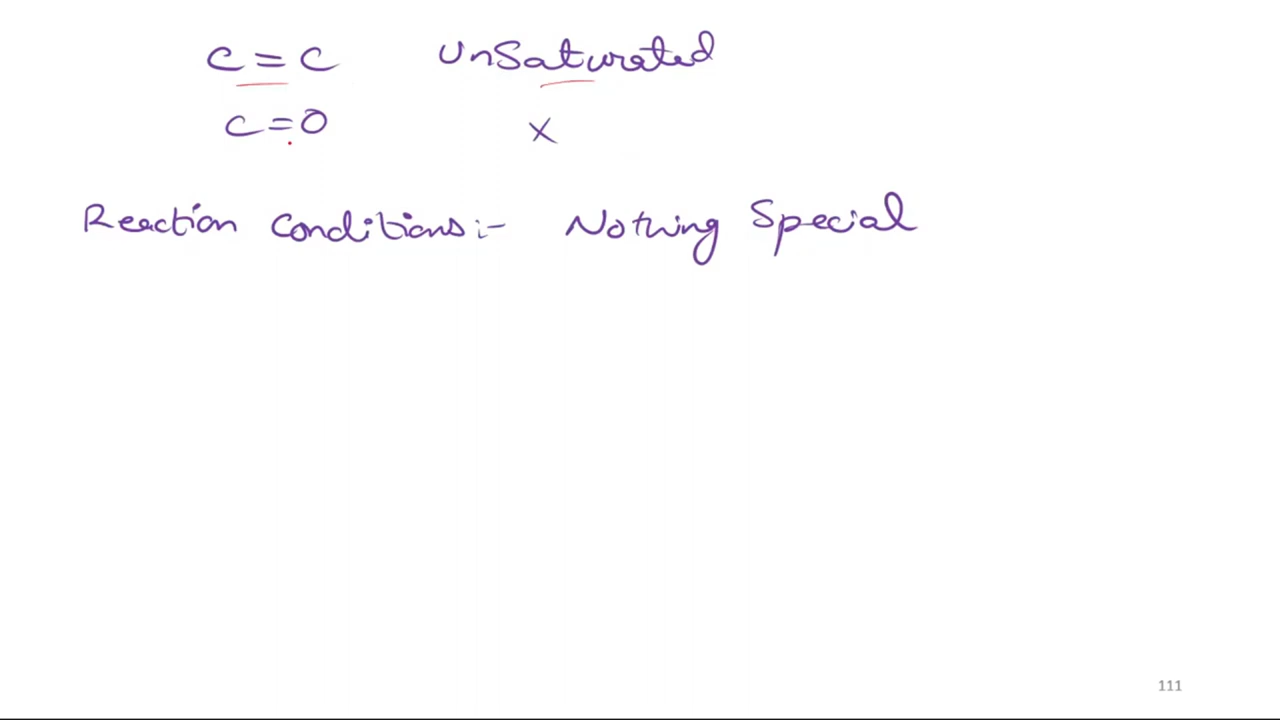 C = C UnSaturated
C = O X
Reaction Conditions :- Nothing Special
111